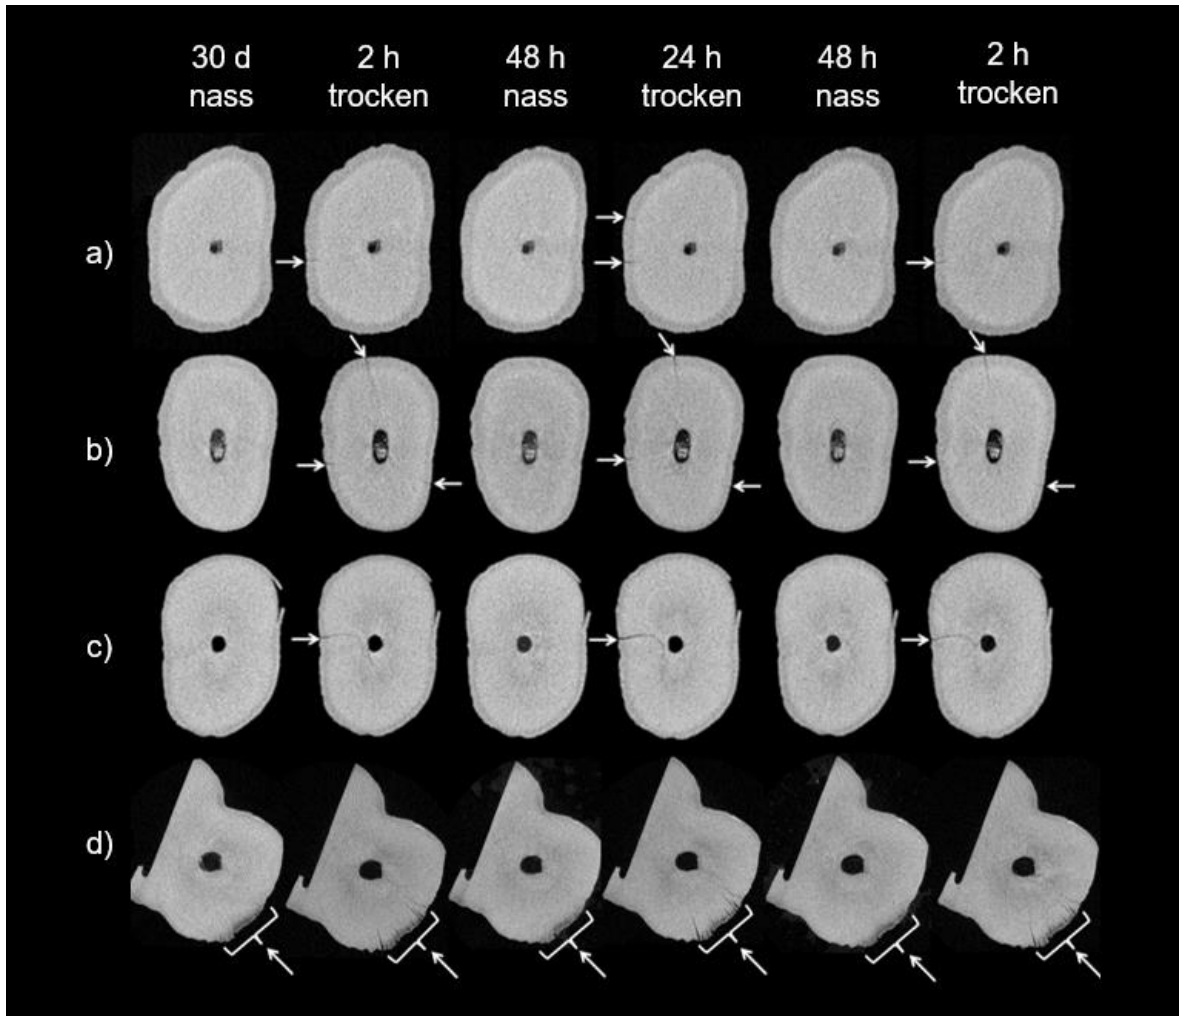 30 d 2 h 48 h 24 h 48 h 2 h
nass trocken nass trocken nass trocken
a)
b)
c)
d)